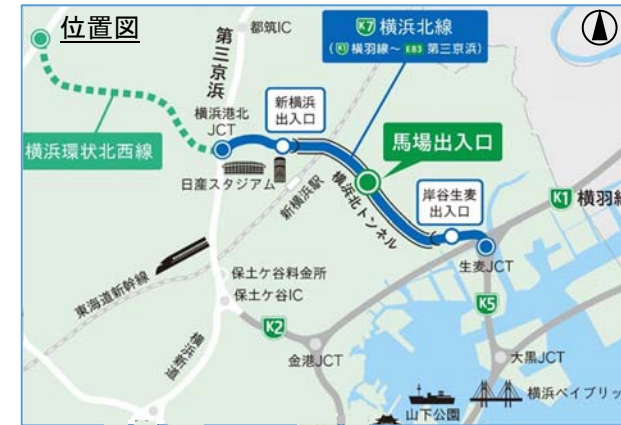 位置図
都筑IC
第三京浜
K7 横浜北線
(K1 横羽線～ E83 第三京浜)
横浜港北
JCT
新横浜
出入口
馬場出入口
横浜環状北西線
日産スタジアム
新横浜駅
横浜北トンネル
岸谷生麦
出入口
K1 横羽線
生麦JCT
東海道新幹線
保土ケ谷料金所
保土ケ谷IC
K5
K2
横浜新道
金港JCT
大黒JCT
横浜ベイブリッ
山下公園